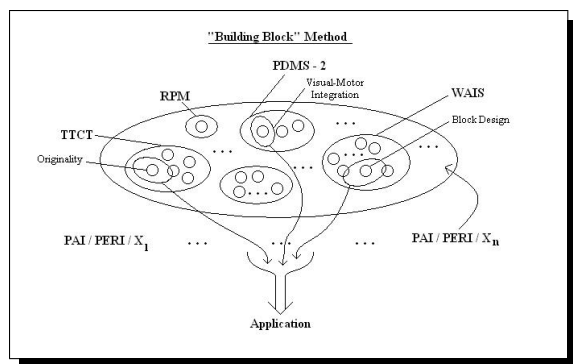 "Building Block" Method
PDMS - 2
Visual-Motor
Integration
RPM
WAIS
TTCT
Block Design
Originality
PAI / PERI / X1
PAI / PERI / Xn
Application